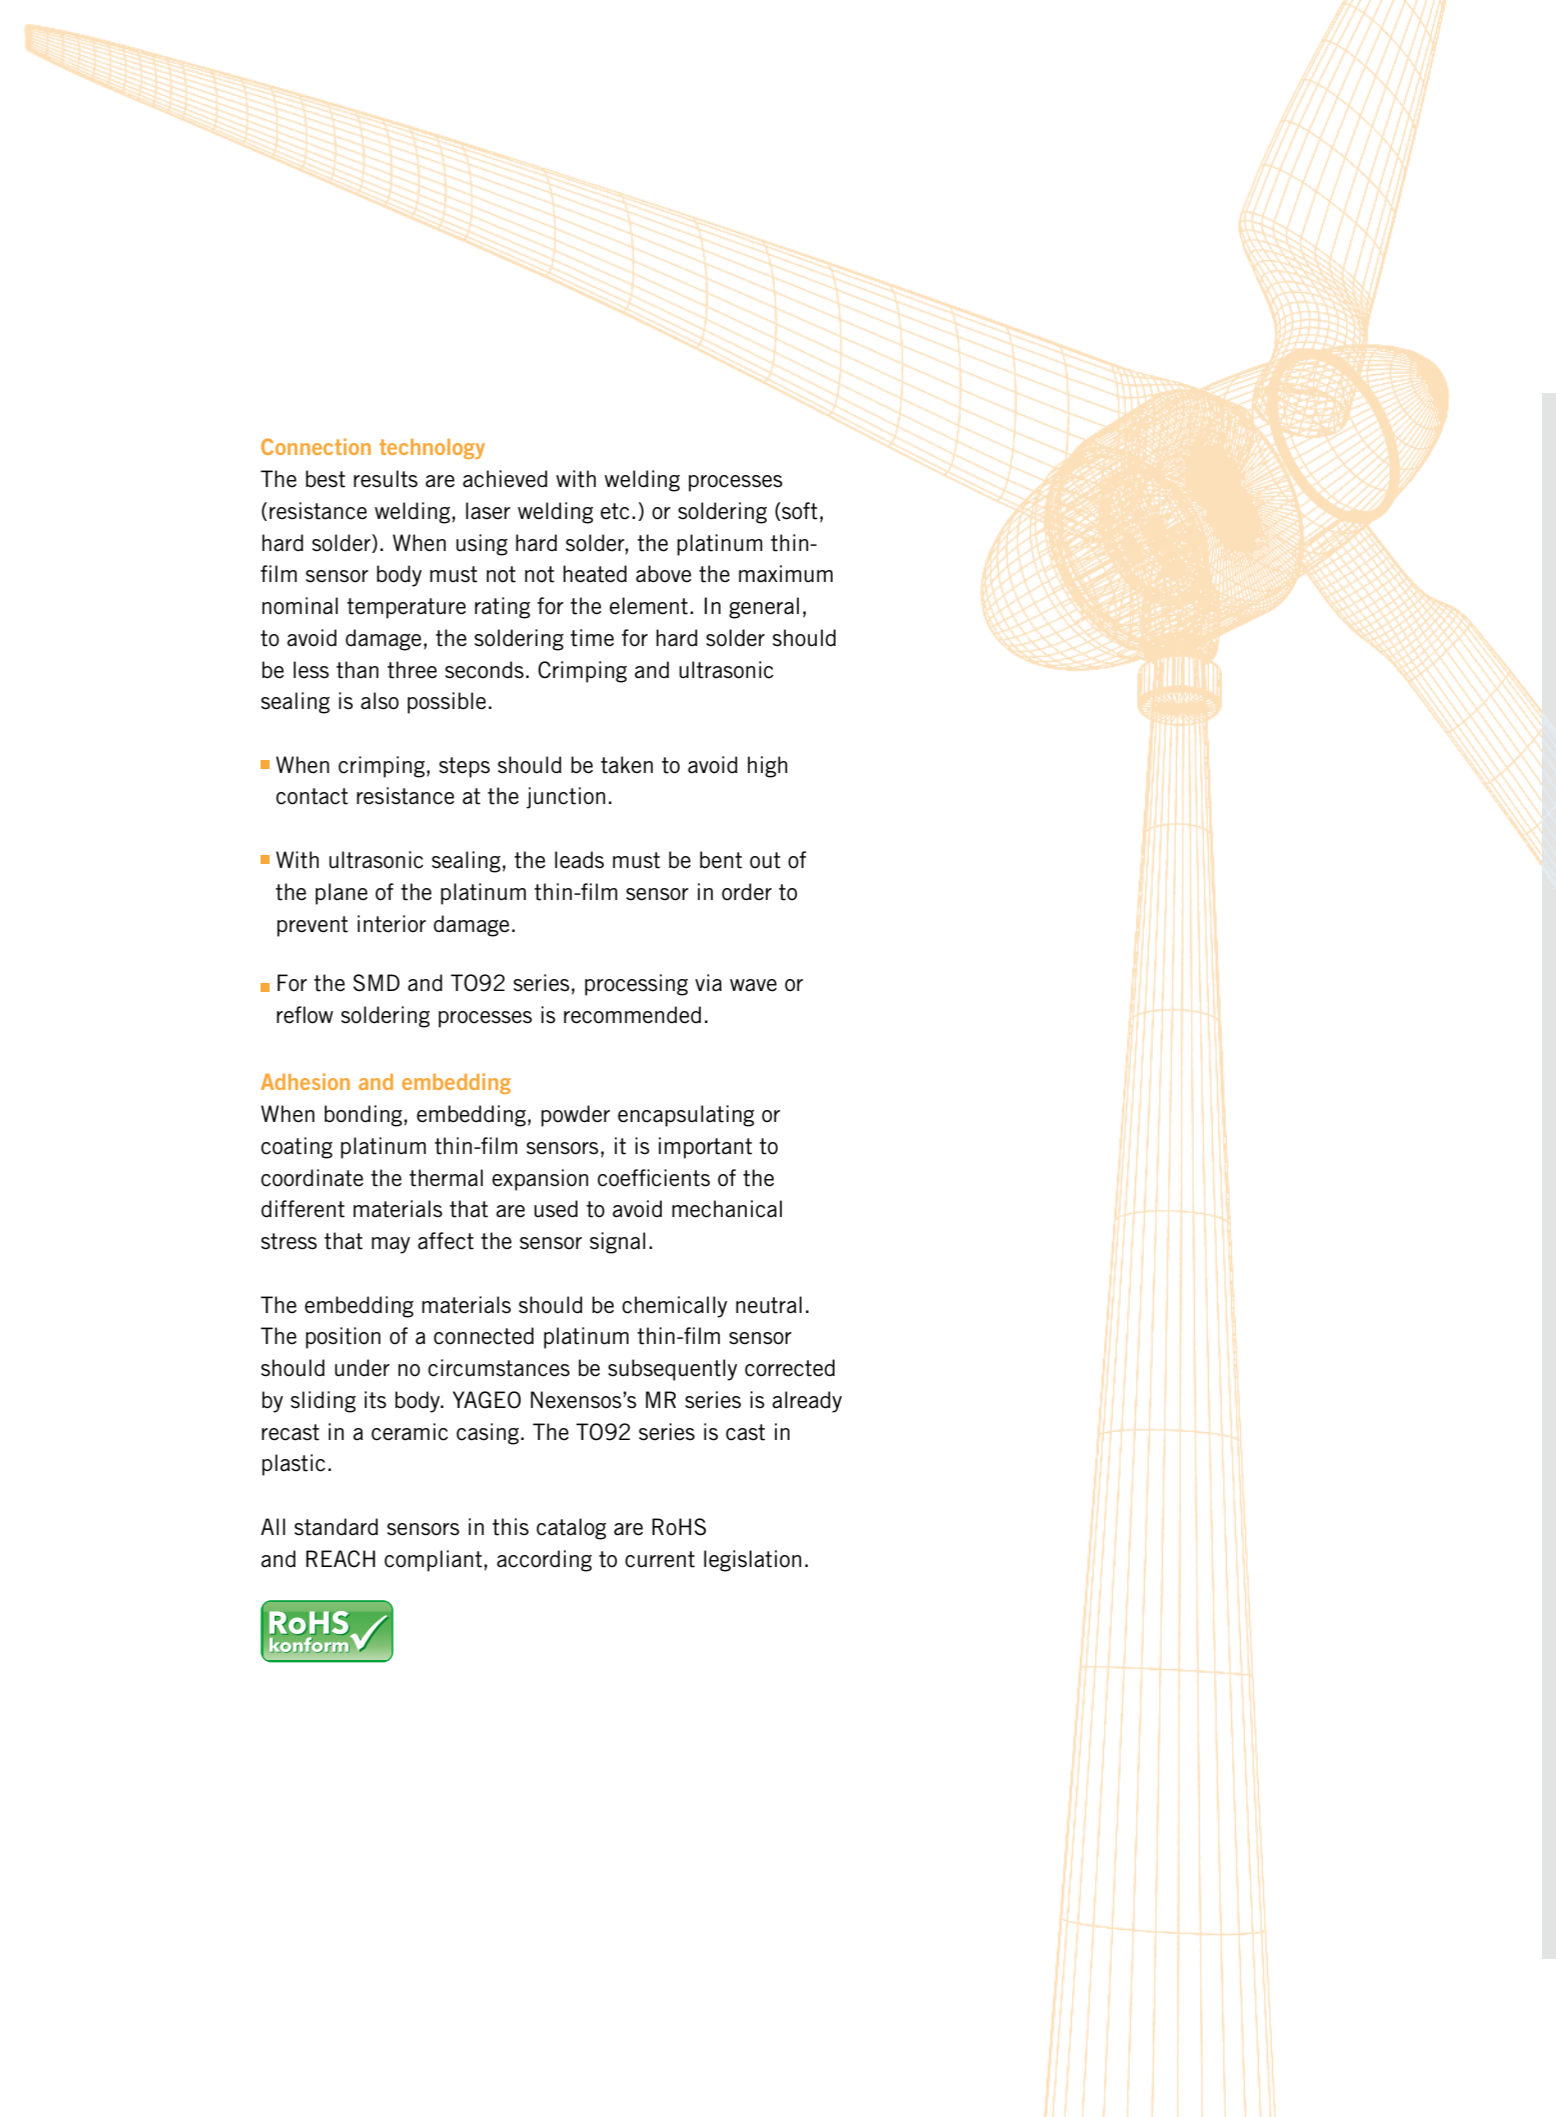 Connection technology
The best results are achieved with welding processes
(resistance welding, laser welding etc.) or soldering (soft,
hard solder). When using hard solder, the platinum thin-
film sensor body must not not heated above the maximum
nominal temperature rating for the element. In general,
to avoid damage, the soldering time for hard solder should
be less than three seconds. Crimping and ultrasonic
sealing is also possible.
When crimping, steps should be taken to avoid high
contact resistance at the junction.
With ultrasonic sealing, the leads must be bent out of
the plane of the platinum thin-film sensor in order to
prevent interior damage.
For the SMD and TO92 series, processing via wave or
reflow soldering processes is recommended.
Adhesion and embedding
When bonding, embedding, powder encapsulating or
coating platinum thin-film sensors, it is important to
coordinate the thermal expansion coefficients of the
different materials that are used to avoid mechanical
stress that may affect the sensor signal.
The embedding materials should be chemically neutral.
The position of a connected platinum thin-film sensor
should under no circumstances be subsequently corrected
by sliding its body. YAGEO Nexensos’s MR series is already
recast in a ceramic casing. The TO92 series is cast in
plastic.
All standard sensors in this catalog are RoHS
and REACH compliant, according to current legislation.
RoHS
konform